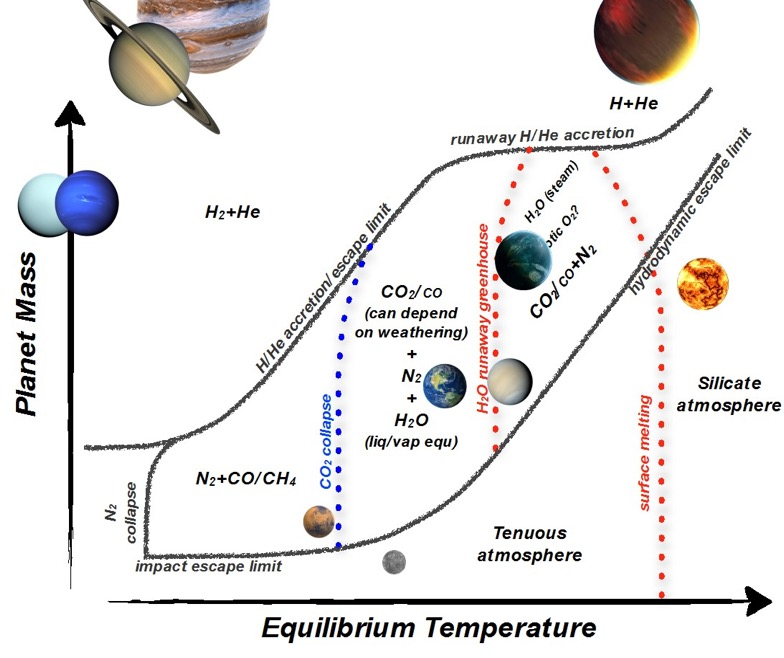 H+He
runaway H/He accretion
H₂+He
H₂O (steam)
otic O₂?
CO₂/CO+N₂
hydrodynamic escape limit
H/He accretion/escape limit
H₂O runaway greenhouse
CO₂/CO
(can depend
on weathering)
+
N₂
+
H₂O
(liq/vap equ)
Planet Mass
Silicate
atmosphere
CO₂ collapse
surface melting
N₂+CO/CH₄
N₂
collapse
Tenuous
atmosphere
impact escape limit
Equilibrium Temperature